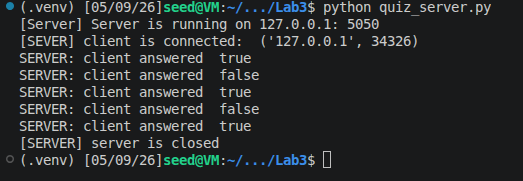 (.venv) [05/09/26]seed@VM:~/.../Lab3$ python quiz_server.py
[Server] Server is running on 127.0.0.1: 5050
[SEVER] client is connected:  ('127.0.0.1', 34326)
SERVER: client answered  true
SERVER: client answered  false
SERVER: client answered  true
SERVER: client answered  false
SERVER: client answered  true
[SERVER] server is closed
(.venv) [05/09/26]seed@VM:~/.../Lab3$